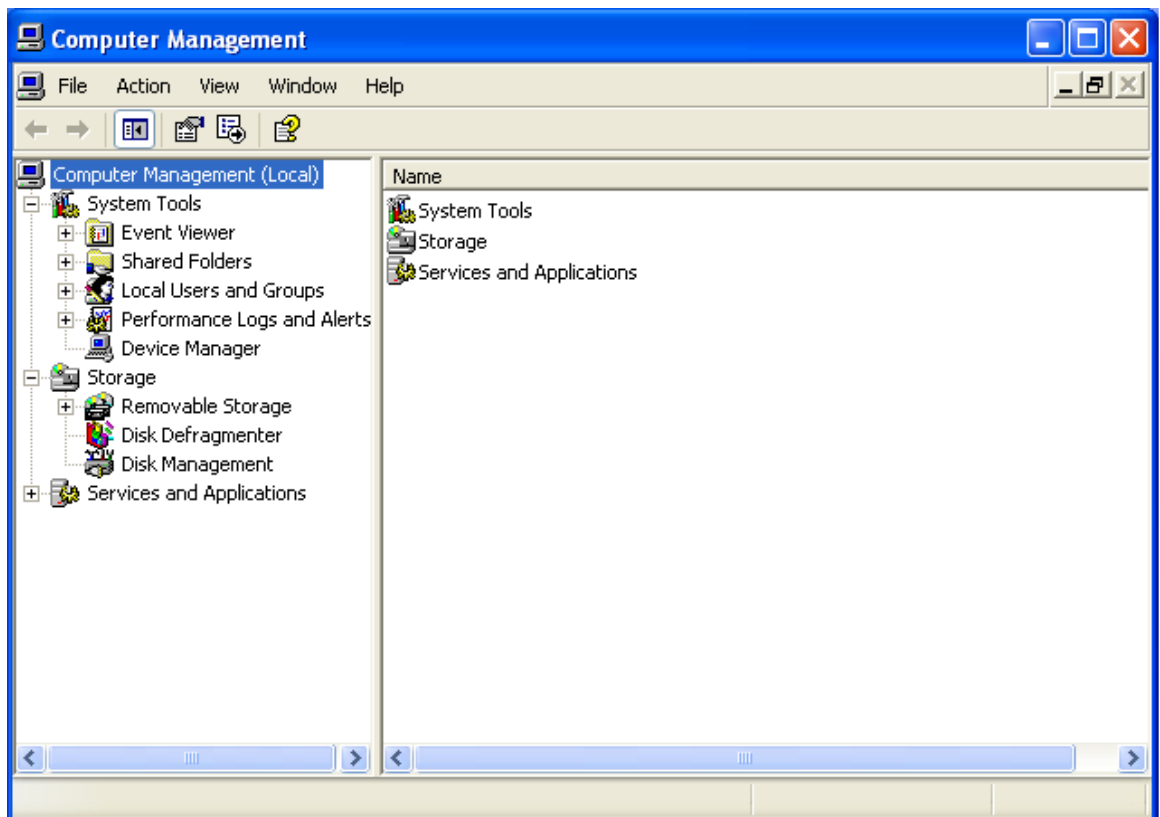 Computer Management
File Action View Window Help
Computer Management (Local)
System Tools
Event Viewer
Shared Folders
Local Users and Groups
Performance Logs and Alerts
Device Manager
Storage
Removable Storage
Disk Defragmenter
Disk Management
Services and Applications
Name
System Tools
Storage
Services and Applications